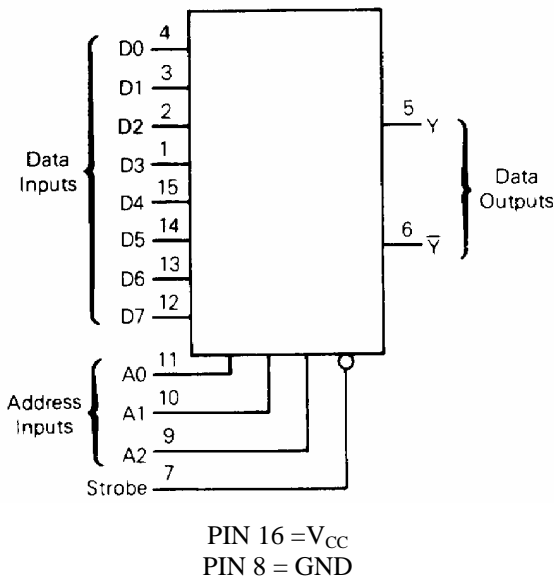 D0 4
D1 3
D2 2
D3 1
D4 15
D5 14
D6 13
D7 12
Data
Inputs
5 Y
6 Y̅
Data
Outputs
A0 11
A1 10
A2 9
Address
Inputs
Strobe 7
PIN 16 =VCC
PIN 8 = GND